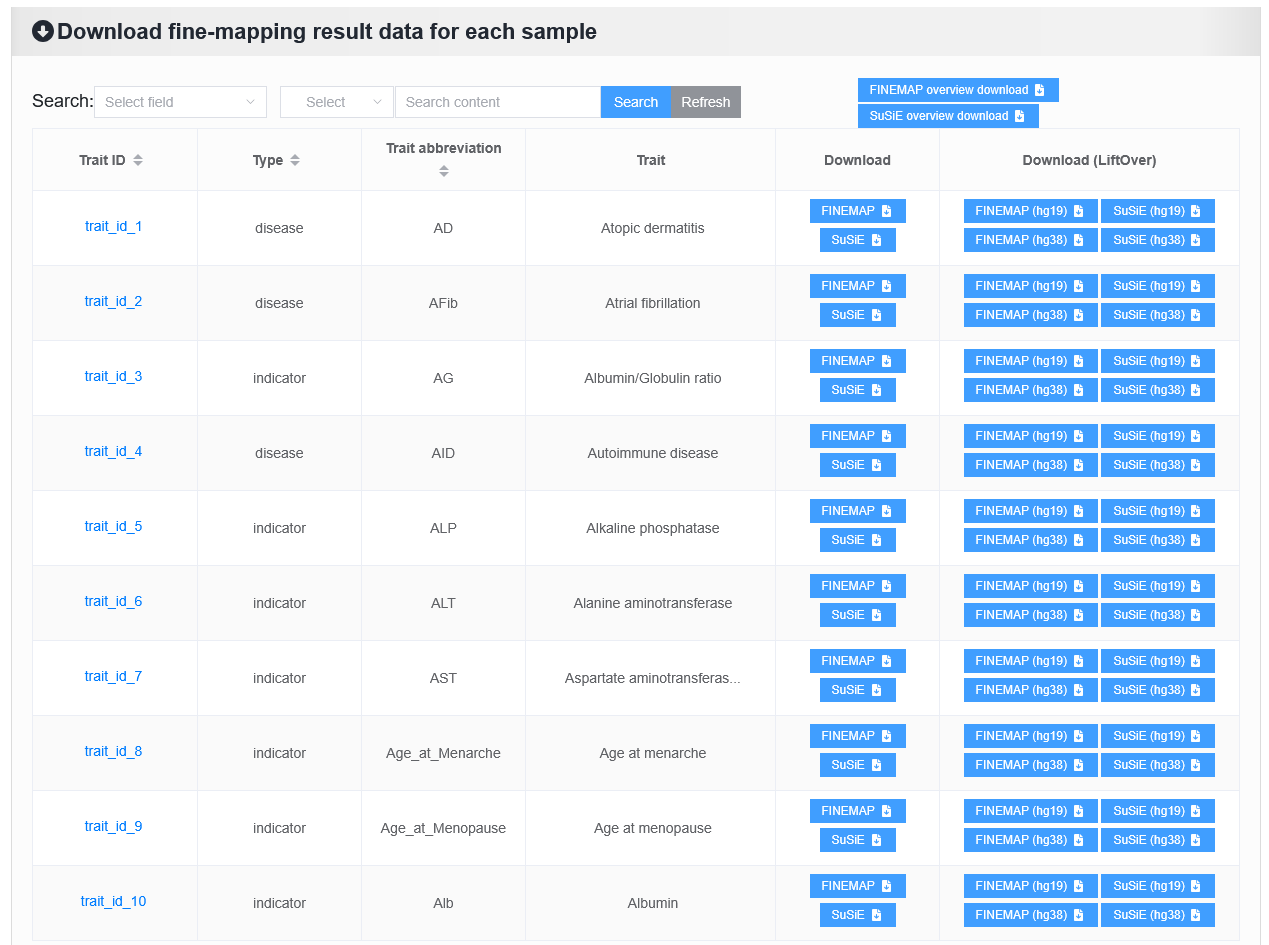 Download fine-mapping result data for each sample
Search: Select field Select Search content Search Refresh
FINEMAP overview download
SuSiE overview download
Trait ID Type Trait abbreviation Trait Download Download (LiftOver)
trait_id_1 disease AD Atopic dermatitis FINEMAP FINEMAP (hg19) SuSiE (hg19)
SuSiE FINEMAP (hg38) SuSiE (hg38)
trait_id_2 disease AFib Atrial fibrillation FINEMAP FINEMAP (hg19) SuSiE (hg19)
SuSiE FINEMAP (hg38) SuSiE (hg38)
trait_id_3 indicator AG Albumin/Globulin ratio FINEMAP FINEMAP (hg19) SuSiE (hg19)
SuSiE FINEMAP (hg38) SuSiE (hg38)
trait_id_4 disease AID Autoimmune disease FINEMAP FINEMAP (hg19) SuSiE (hg19)
SuSiE FINEMAP (hg38) SuSiE (hg38)
trait_id_5 indicator ALP Alkaline phosphatase FINEMAP FINEMAP (hg19) SuSiE (hg19)
SuSiE FINEMAP (hg38) SuSiE (hg38)
trait_id_6 indicator ALT Alanine aminotransferase FINEMAP FINEMAP (hg19) SuSiE (hg19)
SuSiE FINEMAP (hg38) SuSiE (hg38)
trait_id_7 indicator AST Aspartate aminotransferas... FINEMAP FINEMAP (hg19) SuSiE (hg19)
SuSiE FINEMAP (hg38) SuSiE (hg38)
trait_id_8 indicator Age_at_Menarche Age at menarche FINEMAP FINEMAP (hg19) SuSiE (hg19)
SuSiE FINEMAP (hg38) SuSiE (hg38)
trait_id_9 indicator Age_at_Menopause Age at menopause FINEMAP FINEMAP (hg19) SuSiE (hg19)
SuSiE FINEMAP (hg38) SuSiE (hg38)
trait_id_10 indicator Alb Albumin FINEMAP FINEMAP (hg19) SuSiE (hg19)
SuSiE FINEMAP (hg38) SuSiE (hg38)